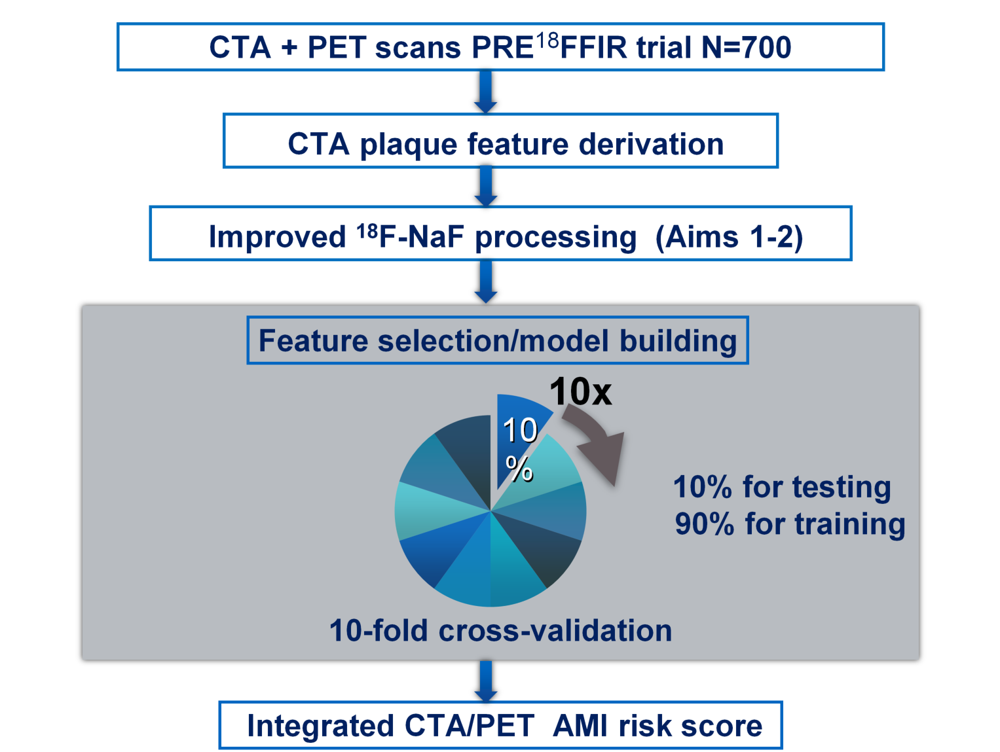 CTA + PET scans PRE¹⁸FFIR trial N=700
CTA plaque feature derivation
Improved ¹⁸F-NaF processing  (Aims 1-2)
Feature selection/model building
10x
10
%
10% for testing
90% for training
10-fold cross-validation
Integrated CTA/PET  AMI risk score